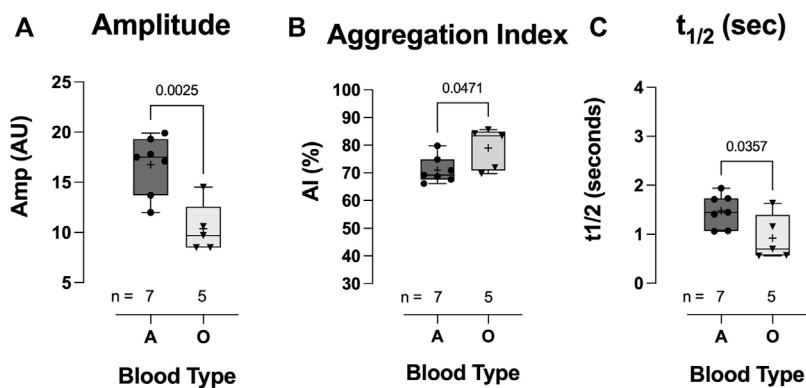 A Amplitude
Amp (AU)
25
20
15
10
5
0.0025
n = 7 5
A O
Blood Type
B Aggregation Index
AI (%)
100
90
80
70
60
50
40
30
0.0471
n = 7 5
A O
Blood Type
C t1/2 (sec)
t1/2 (seconds)
4
3
2
1
0
0.0357
n = 7 5
A O
Blood Type